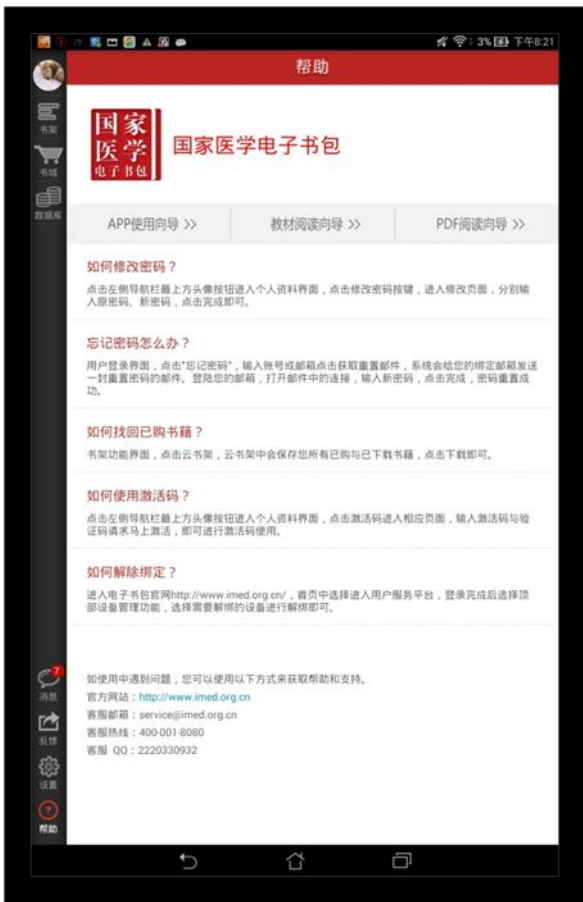 3% 下午8:21
帮助
书架
书城
数据库
国家
医学
电子书包
国家医学电子书包
APP使用向导 >>
教材阅读向导 >>
PDF阅读向导 >>
如何修改密码？
点击左侧导航栏最上方头像按钮进入个人资料界面，点击修改密码按键，进入修改页面，分别输
入原密码、新密码，点击完成即可。
忘记密码怎么办？
用户登录界面，点击"忘记密码"，输入账号或邮箱点击获取重置邮件，系统会给您的绑定邮箱发送
一封重置密码的邮件。登陆您的邮箱，打开邮件中的连接，输入新密码，点击完成，密码重置成
功。
如何找回已购书籍？
书架功能界面，点击云书架，云书架中会保存您所有已购与已下载书籍，点击下载即可。
如何使用激活码？
点击左侧导航栏最上方头像按钮进入个人资料界面，点击激活码进入相应页面，输入激活码与验
证码请求马上激活，即可进行激活码使用。
如何解除绑定？
进入电子书包官网http://www.imed.org.cn/，首页中选择进入用户服务平台，登录完成后选择顶
部设备管理功能，选择需要解绑的设备进行解绑即可。
如使用中遇到问题，您可以使用以下方式来获取帮助和支持。
官方网站：http://www.imed.org.cn
客服邮箱：service@imed.org.cn
客服热线：400-001-8080
客服 QQ：2220330932
7
消息
反馈
设置
?
帮助